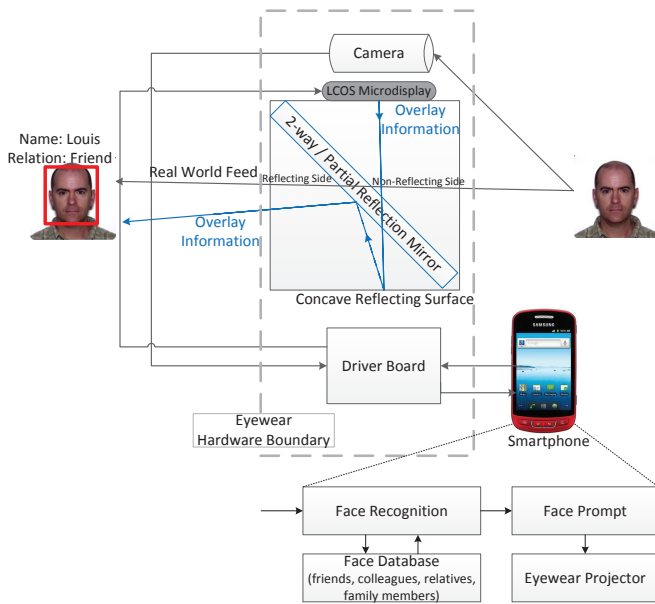 Camera
LCOS Microdisplay
Overlay
Information
2-way / Partial Reflection Mirror
Name: Louis
Relation: Friend
Real World Feed
Reflecting Side
Non-Reflecting Side
Overlay
Information
Concave Reflecting Surface
SAMSUNG
Driver Board
Eyewear
Hardware Boundary
Smartphone
Face Recognition
Face Prompt
Face Database
(friends, colleagues, relatives,
family members)
Eyewear Projector